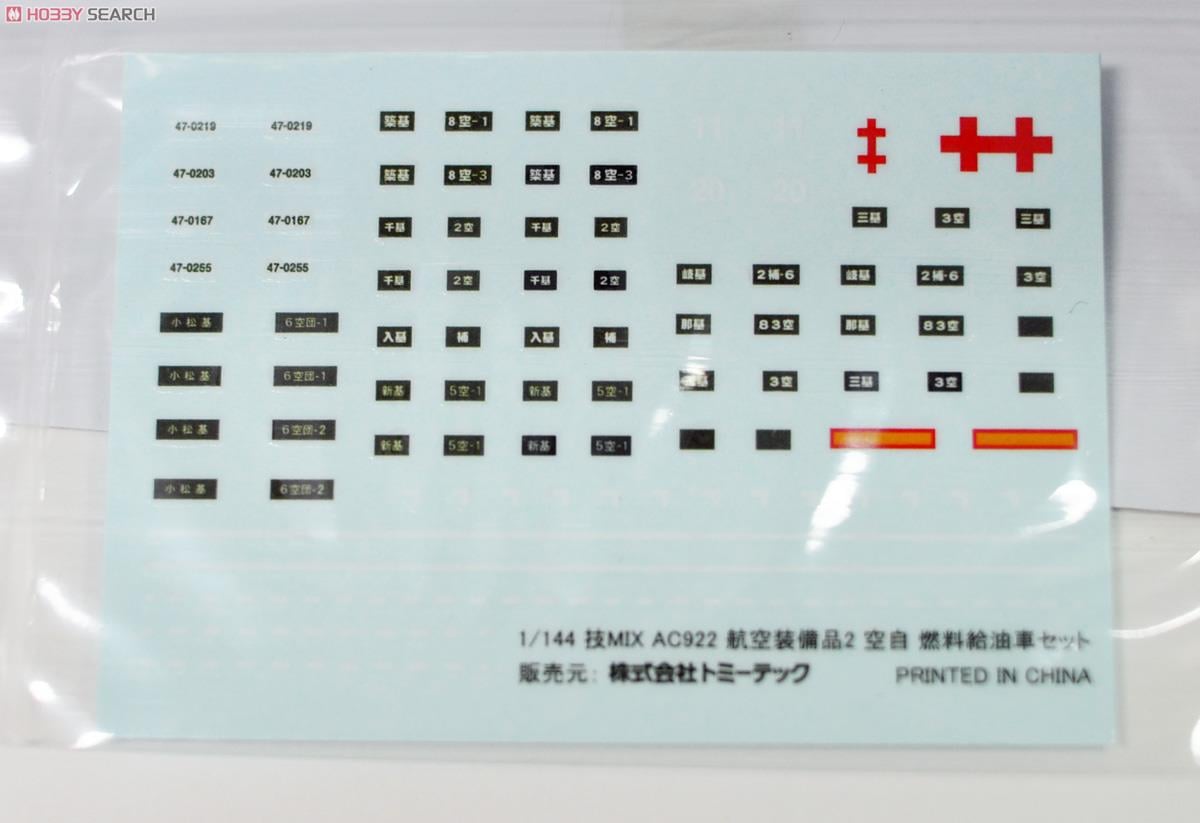 HOBBY SEARCH
47-0219 47-0219 築基 8空-1 築基 8空-1 11 11
47-0203 47-0203 築基 8空-3 築基 8空-3 20 20
47-0167 47-0167 千基 2空 千基 2空 三基 3空 三基
47-0255 47-0255 千基 2空 千基 2空 岐基 2補-6 岐基 2補-6 3空
小松基 6空団-1 入基 補 入基 補 那基 83空 那基 83空
小松基 6空団-1 新基 5空-1 新基 5空-1 3空 三基 3空
小松基 6空団-2 新基 5空-1 新基 5空-1
小松基 6空団-2
1/144 技MIX AC922 航空装備品2 空自 燃料給油車セット
販売元: 株式会社トミーテック PRINTED IN CHINA